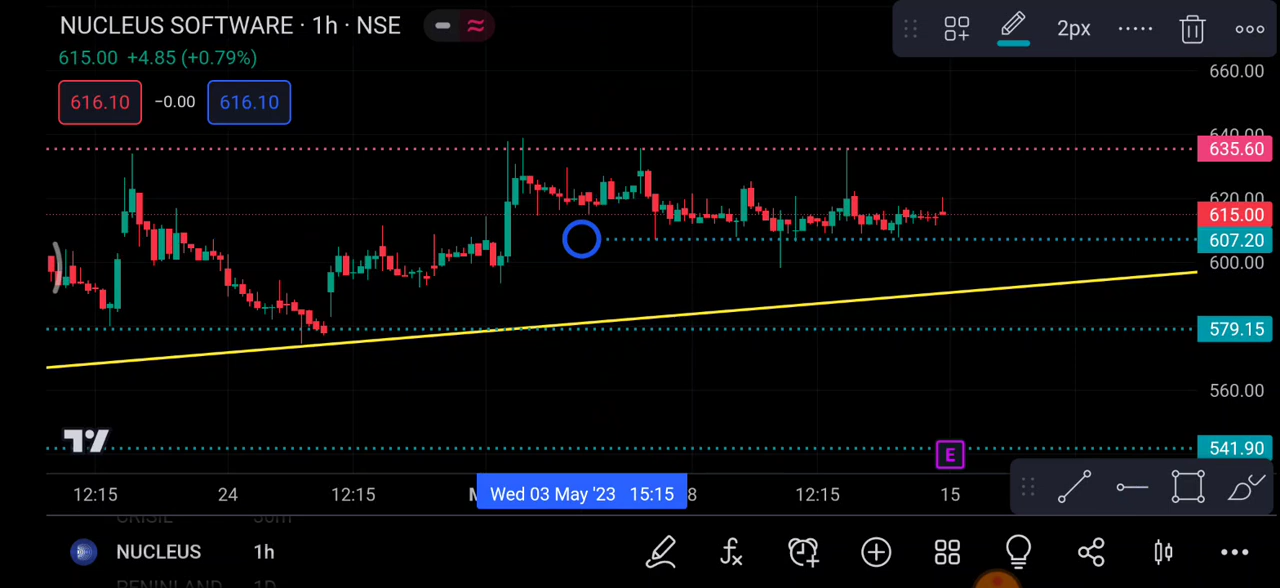 NUCLEUS SOFTWARE · 1h · NSE
2px
615.00 +4.85 (+0.79%)
616.10 −0.00 616.10
660.00
640.00
635.60
620.00
615.00
607.20
600.00
579.15
560.00
541.90
E
12:15 24 12:15 Wed 03 May '23 15:15 8 12:15 15
CRISIL 30m
NUCLEUS 1h
PENINLAND 1D